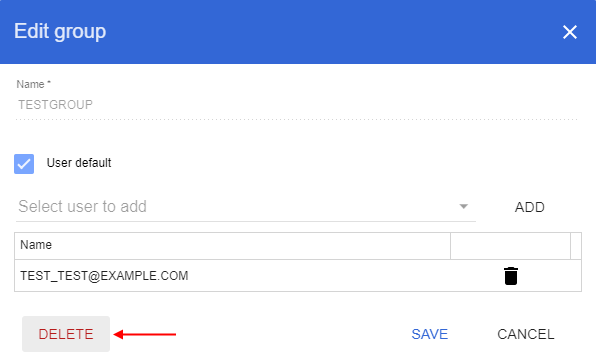 Edit group
Name *
TESTGROUP
User default
Select user to add
ADD
Name
TEST_TEST@EXAMPLE.COM
DELETE
SAVE
CANCEL